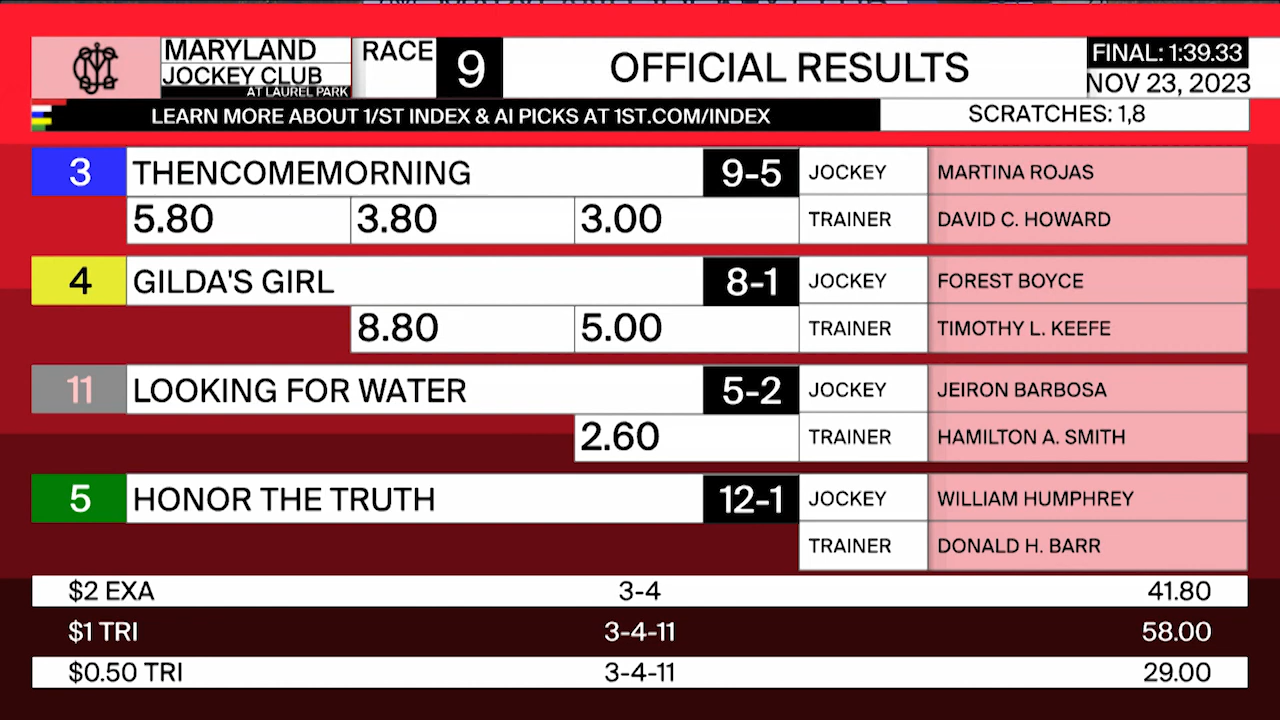 MARYLAND
JOCKEY CLUB
AT LAUREL PARK
RACE 9
OFFICIAL RESULTS
FINAL: 1:39.33
NOV 23, 2023
LEARN MORE ABOUT 1/ST INDEX & AI PICKS AT 1ST.COM/INDEX
SCRATCHES: 1,8
3 THENCOMEMORNING 9-5 JOCKEY MARTINA ROJAS
5.80 3.80 3.00 TRAINER DAVID C. HOWARD
4 GILDA'S GIRL 8-1 JOCKEY FOREST BOYCE
8.80 5.00 TRAINER TIMOTHY L. KEEFE
11 LOOKING FOR WATER 5-2 JOCKEY JEIRON BARBOSA
2.60 TRAINER HAMILTON A. SMITH
5 HONOR THE TRUTH 12-1 JOCKEY WILLIAM HUMPHREY
TRAINER DONALD H. BARR
$2 EXA 3-4 41.80
$1 TRI 3-4-11 58.00
$0.50 TRI 3-4-11 29.00